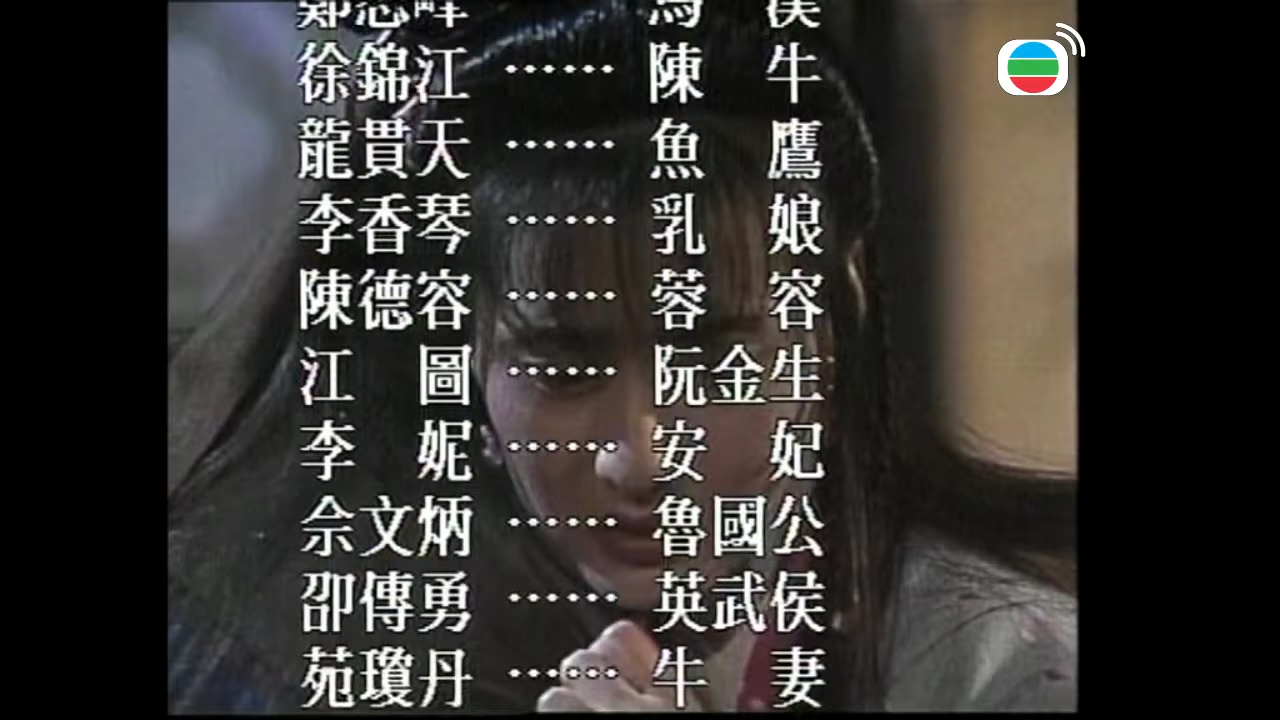 徐錦江⋯⋯陳牛
龍貫天⋯⋯魚鷹
李香琴⋯⋯乳娘
陳德容⋯⋯蓉容
江圖⋯⋯阮金生
李妮⋯⋯安妃
佘文炳⋯⋯魯國公
邵傳勇⋯⋯英武侯
苑瓊丹⋯⋯牛妻